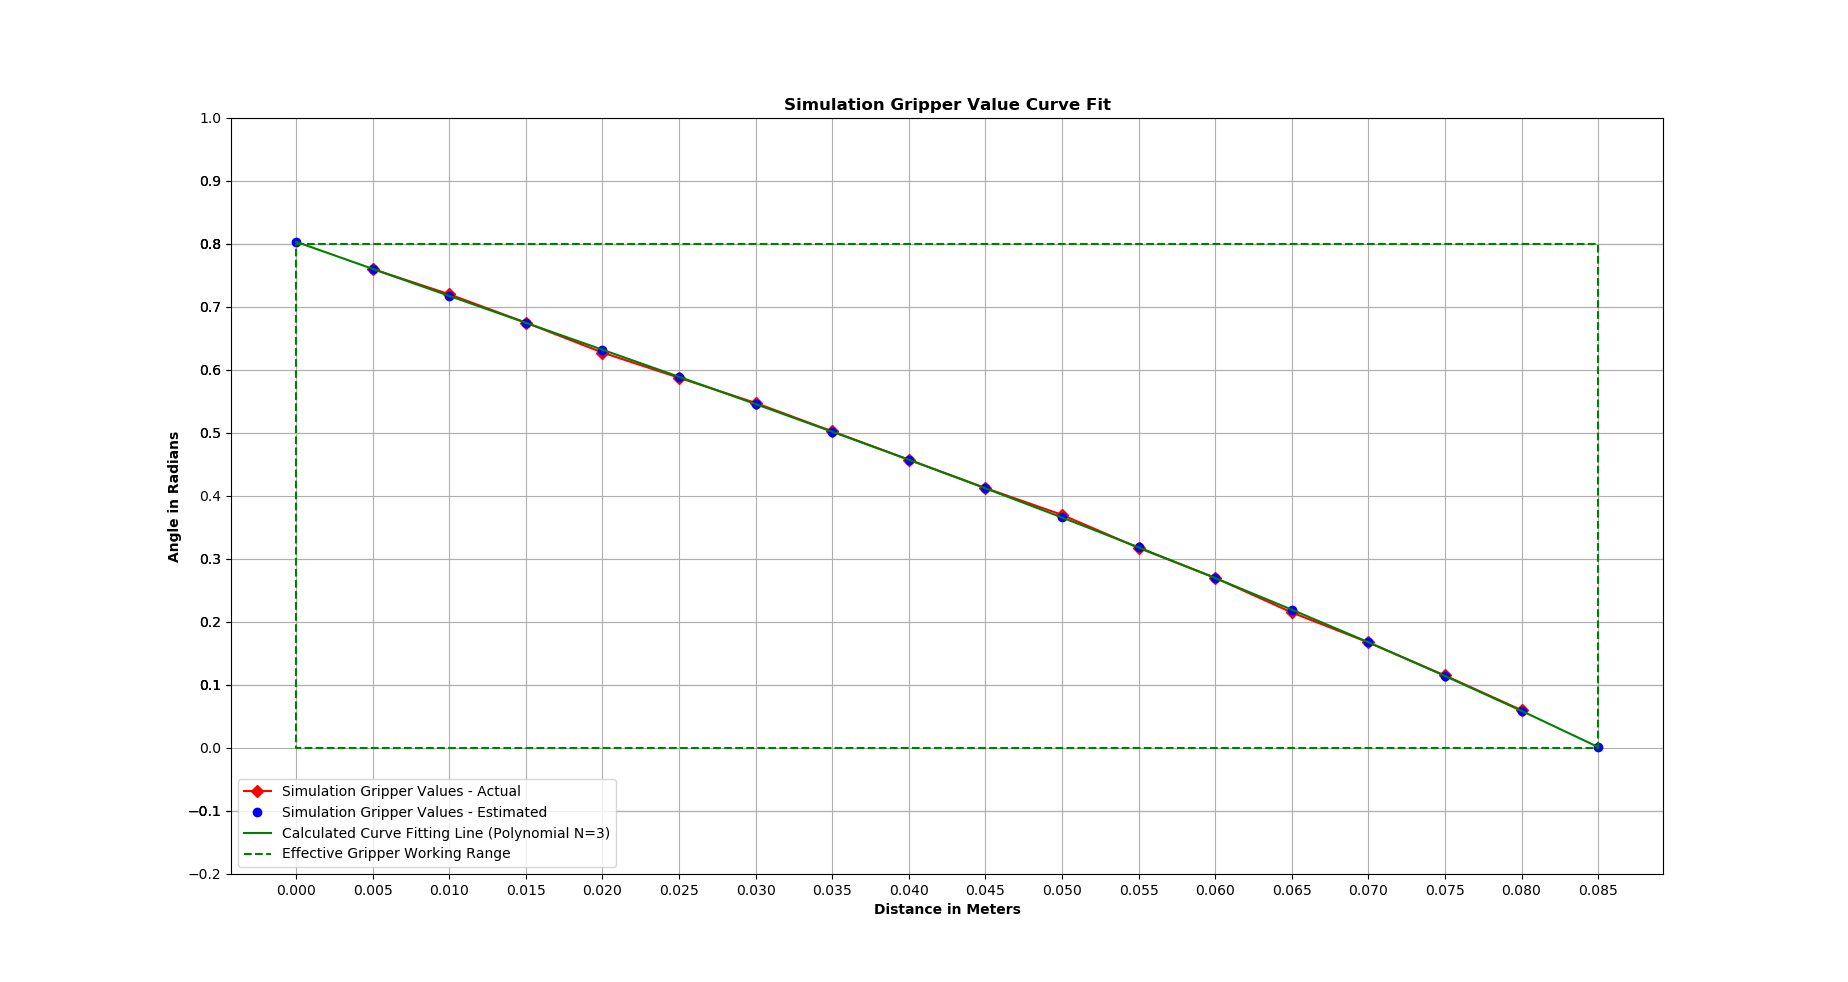 Simulation Gripper Value Curve Fit
1.0
0.9
0.8
0.7
0.6
0.5
0.4
0.3
0.2
0.1
0.0
−0.1
−0.2
Angle in Radians
Simulation Gripper Values - Actual
Simulation Gripper Values - Estimated
Calculated Curve Fitting Line (Polynomial N=3)
Effective Gripper Working Range
0.000 0.005 0.010 0.015 0.020 0.025 0.030 0.035 0.040 0.045 0.050 0.055 0.060 0.065 0.070 0.075 0.080 0.085
Distance in Meters